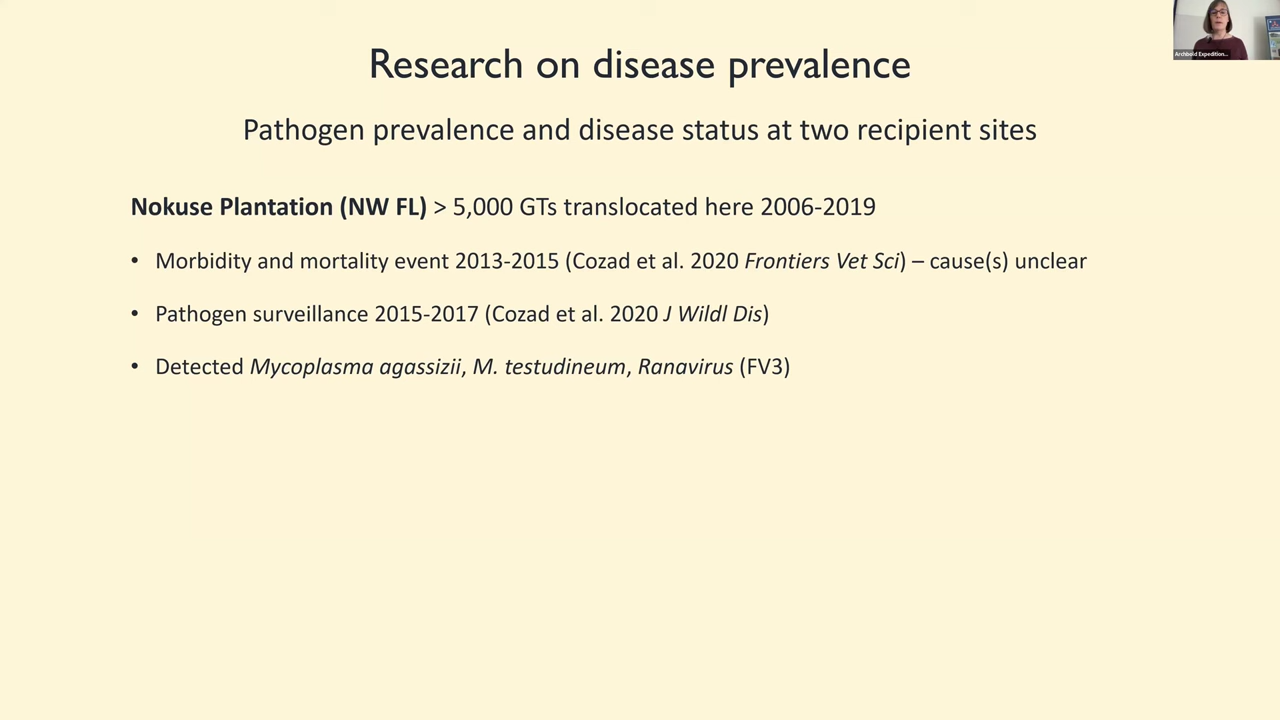 Research on disease prevalence
Archbold Expedition...
Pathogen prevalence and disease status at two recipient sites
Nokuse Plantation (NW FL) > 5,000 GTs translocated here 2006-2019
• Morbidity and mortality event 2013-2015 (Cozad et al. 2020 Frontiers Vet Sci) – cause(s) unclear
• Pathogen surveillance 2015-2017 (Cozad et al. 2020 J Wildl Dis)
• Detected Mycoplasma agassizii, M. testudineum, Ranavirus (FV3)